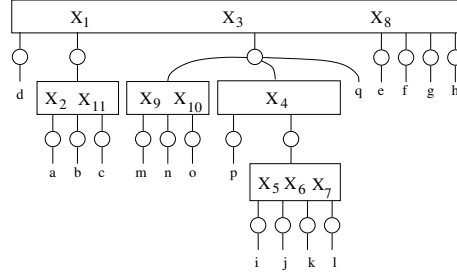 X₁ X₃ X₈
d q e f g h
X₂ X₁₁ X₉ X₁₀ X₄
a b c m n o p
X₅ X₆ X₇
i j k l